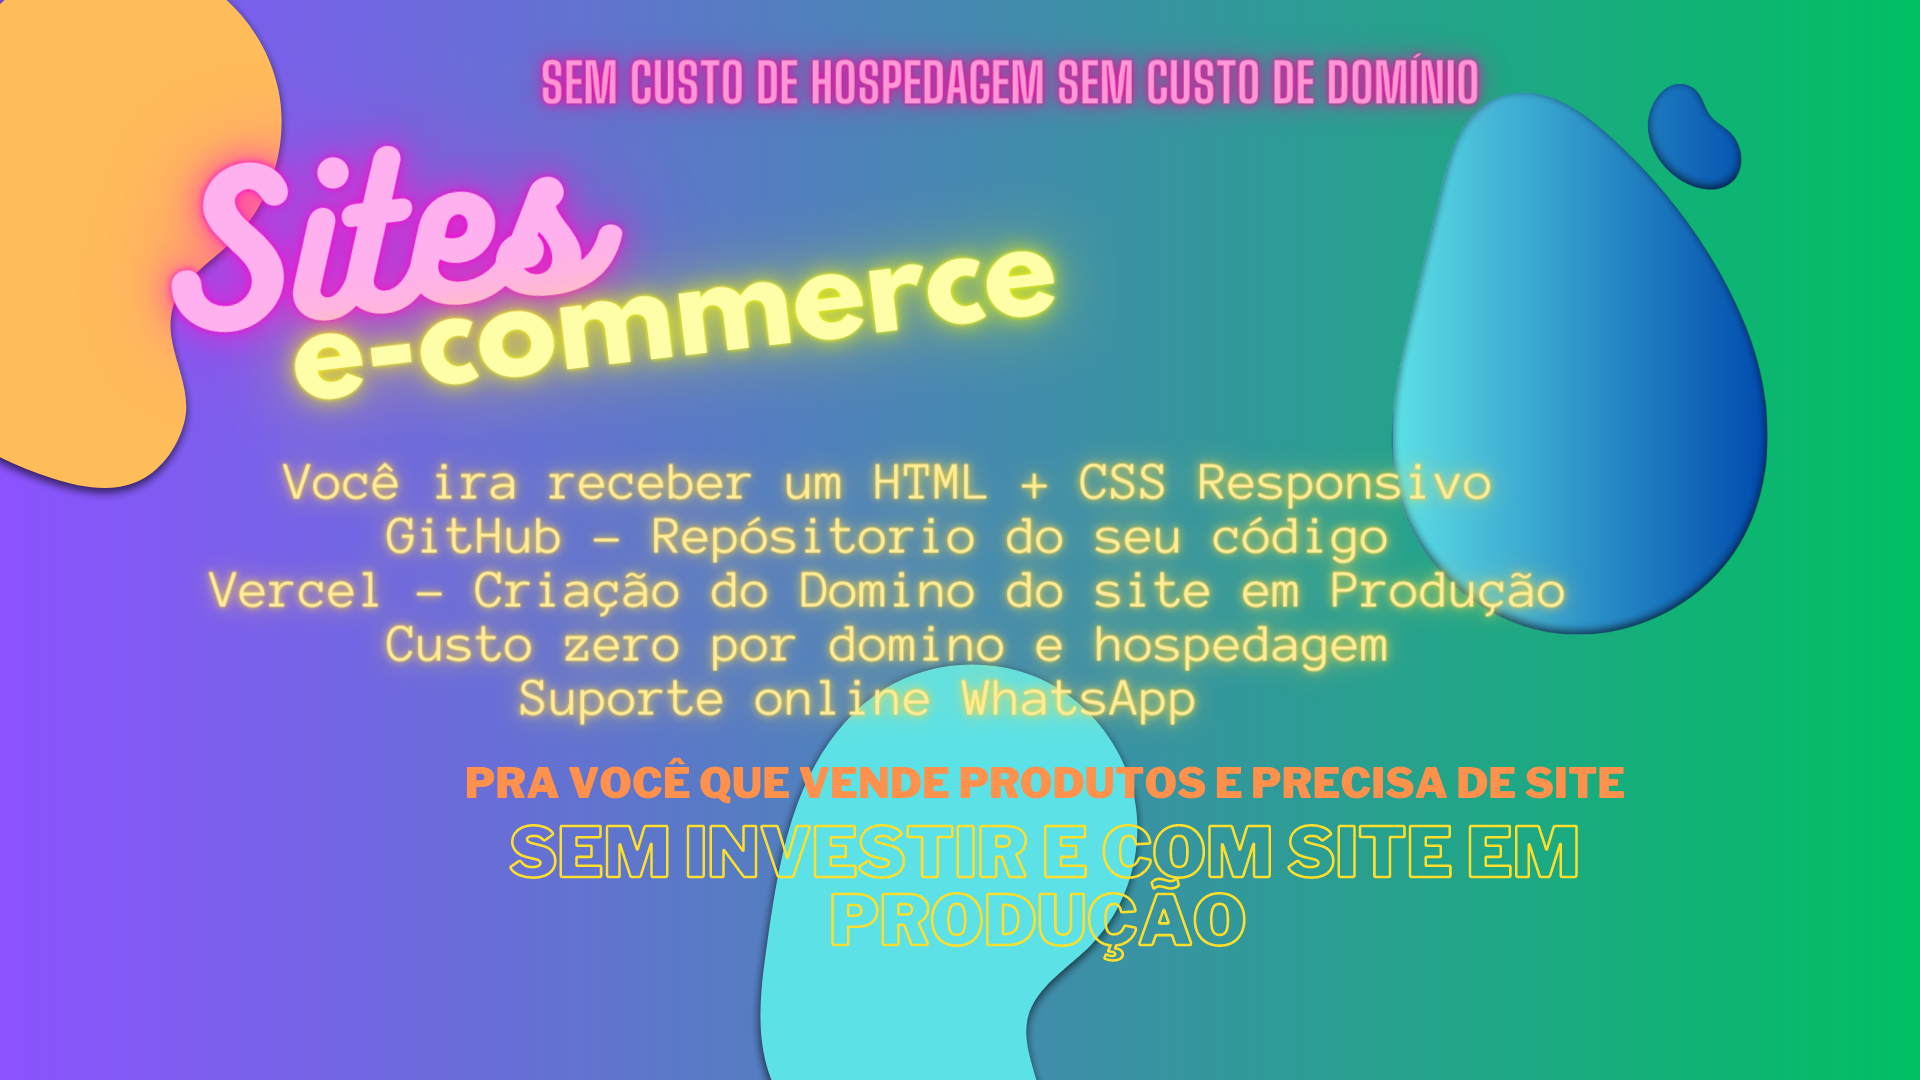 SEM CUSTO DE HOSPEDAGEM SEM CUSTO DE DOMÍNIO
Sites
e-commerce
Você ira receber um HTML + CSS Responsivo
GitHub - Repósitorio do seu código
Vercel - Criação do Domino do site em Produção
Custo zero por domino e hospedagem
Suporte online WhatsApp
PRA VOCÊ QUE VENDE PRODUTOS E PRECISA DE SITE
SEM INVESTIR E COM SITE EM
PRODUÇÃO